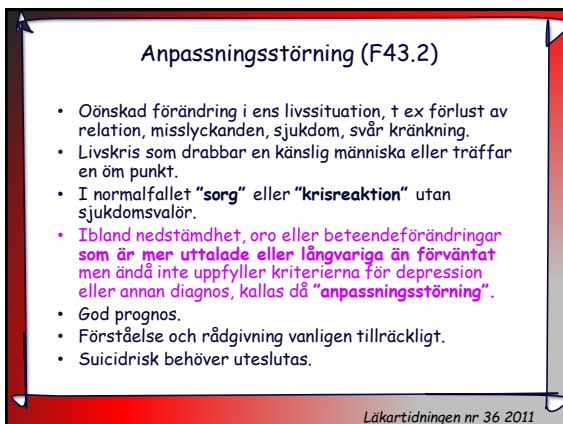 Anpassningsstörning (F43.2)
• Oönskad förändring i ens livssituation, t ex förlust av
relation, misslyckanden, sjukdom, svår kränkning.
• Livskris som drabbar en känslig människa eller träffar
en öm punkt.
• I normalfallet ”sorg” eller ”krisreaktion” utan
sjukdomsvalör.
• Ibland nedstämdhet, oro eller beteendeförändringar
som är mer uttalade eller långvariga än förväntat
men ändå inte uppfyller kriterierna för depression
eller annan diagnos, kallas då ”anpassningsstörning”.
• God prognos.
• Förståelse och rådgivning vanligen tillräckligt.
• Suicidrisk behöver uteslutas.
Läkartidningen nr 36 2011